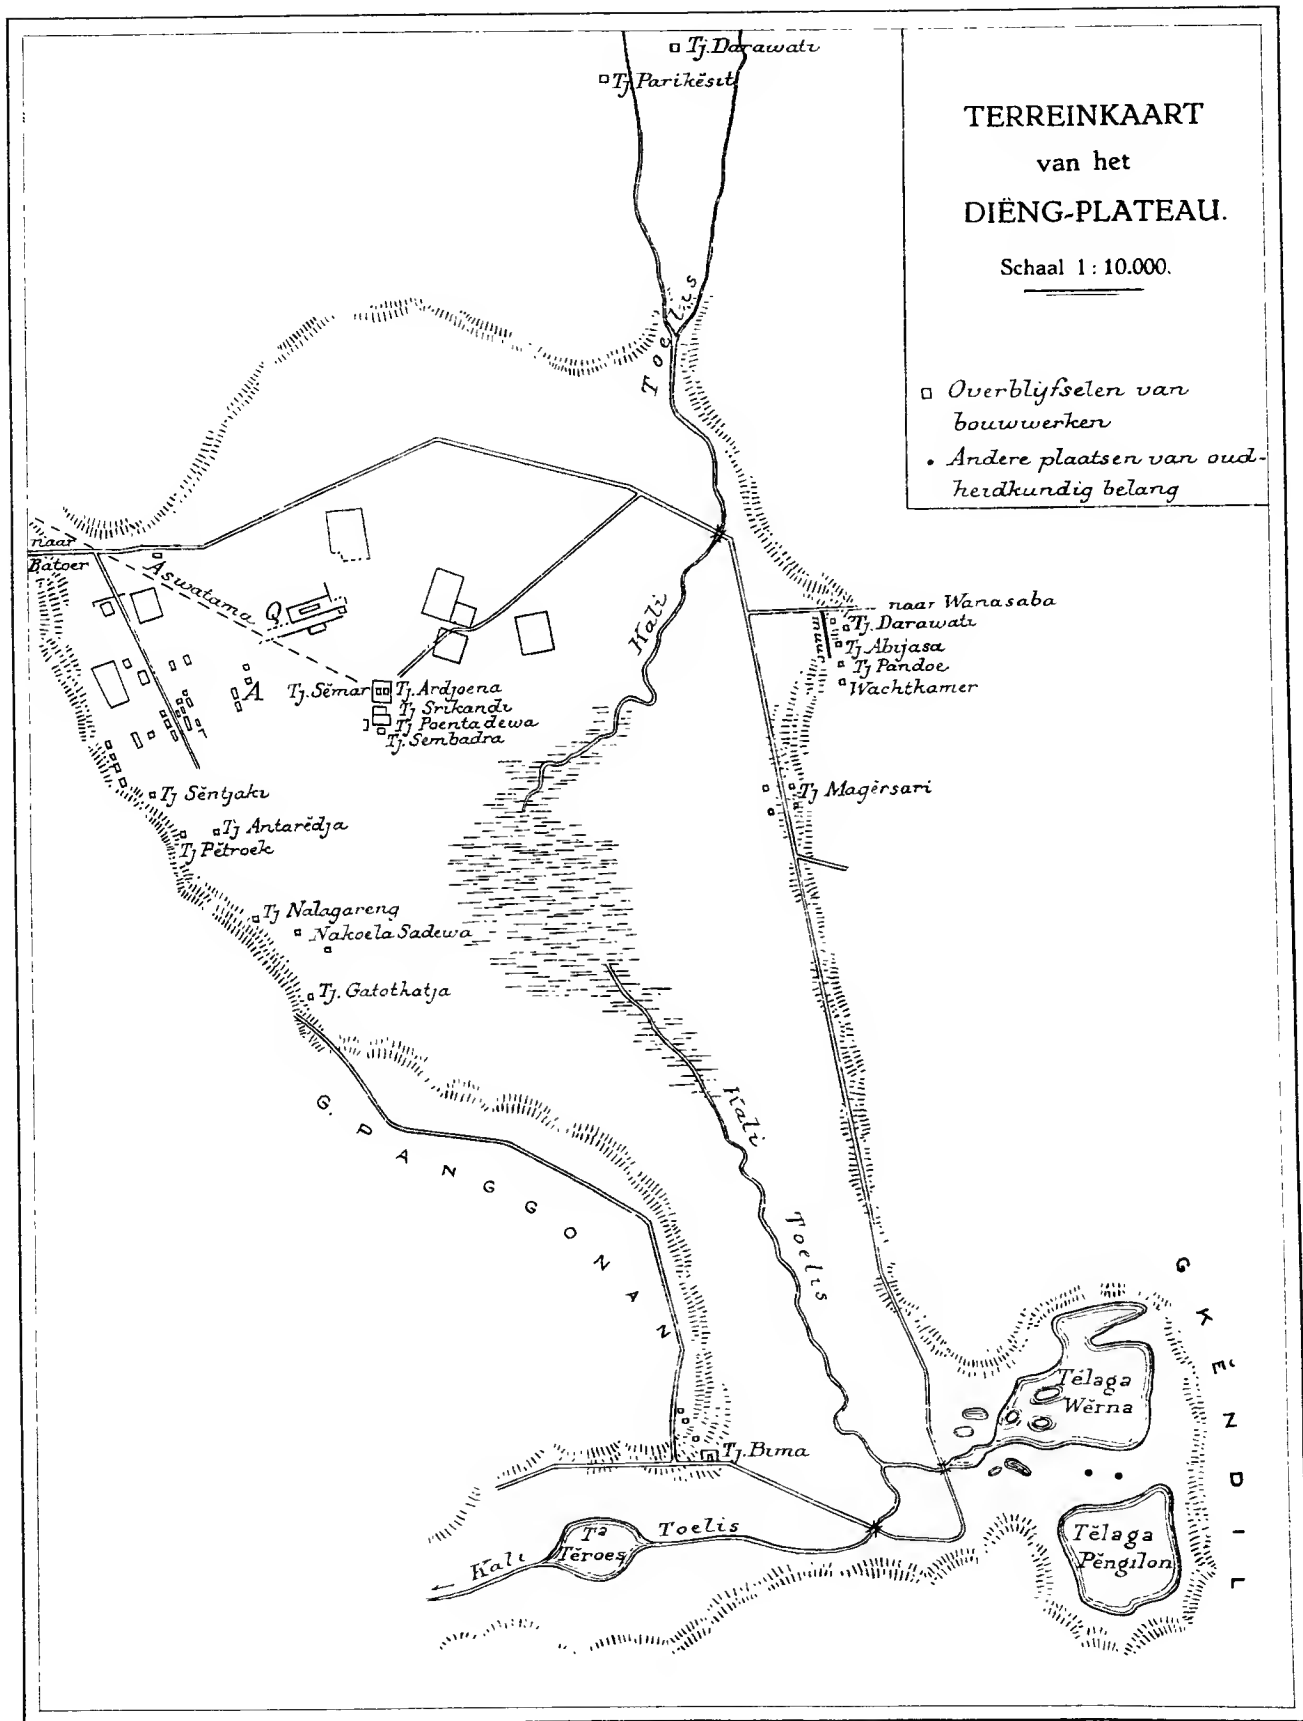 Tj. Darawati
Tj Parikĕsit
TERREINKAART
van het
DIËNG-PLATEAU.
Schaal 1 : 10.000.
Overblijfselen van
bouwwerken
Andere plaatsen van oud-
heidkundig belang
Toelis
naar
Batoer
Aswatama
Q
Kali
naar Wanasaba
muur
Tj. Darawati
Tj Abijasa
Tj Pandoe
Wachtkamer
A
Tj. Sĕmar
Tj. Ardjoena
Tj Srikandi
Tj Poentadewa
Tj. Sembadra
Tj Magĕrsari
Tj Sĕntjaki
Tj Antarĕdja
Tj Pĕtroek
Tj Nalagareng
Nakoela Sadewa
Tj. Gatotkatja
G. PANGGONAN
Kali
Toelis
G KĔNDIL
Tĕlaga
Wĕrna
Tj. Bima
Tª
Tĕroes
Toelis
Kali
Tĕlaga
Pĕngilon